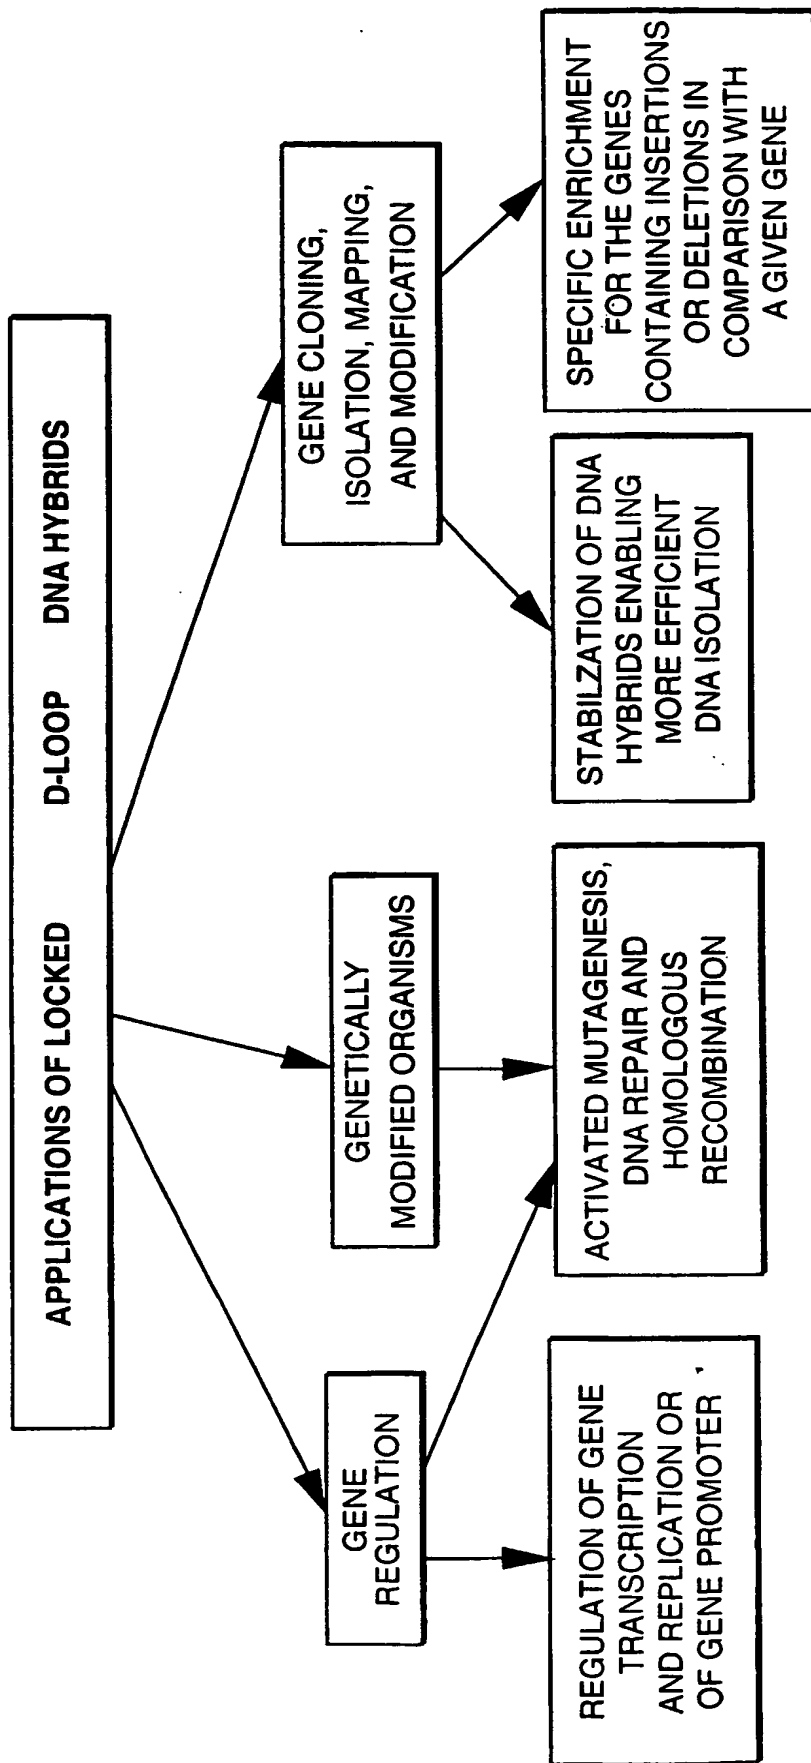 APPLICATIONS OF LOCKED D-LOOP DNA HYBRIDS
GENE
REGULATION
GENETICALLY
MODIFIED ORGANISMS
GENE CLONING,
ISOLATION, MAPPING,
AND MODIFICATION
REGULATION OF GENE
TRANSCRIPTION
AND REPLICATION OR
OF GENE PROMOTER
ACTIVATED MUTAGENESIS,
DNA REPAIR AND
HOMOLOGOUS
RECOMBINATION
STABILZATION OF DNA
HYBRIDS ENABLING
MORE EFFICIENT
DNA ISOLATION
SPECIFIC ENRICHMENT
FOR THE GENES
CONTAINING INSERTIONS
OR DELETIONS IN
COMPARISON WITH
A GIVEN GENE